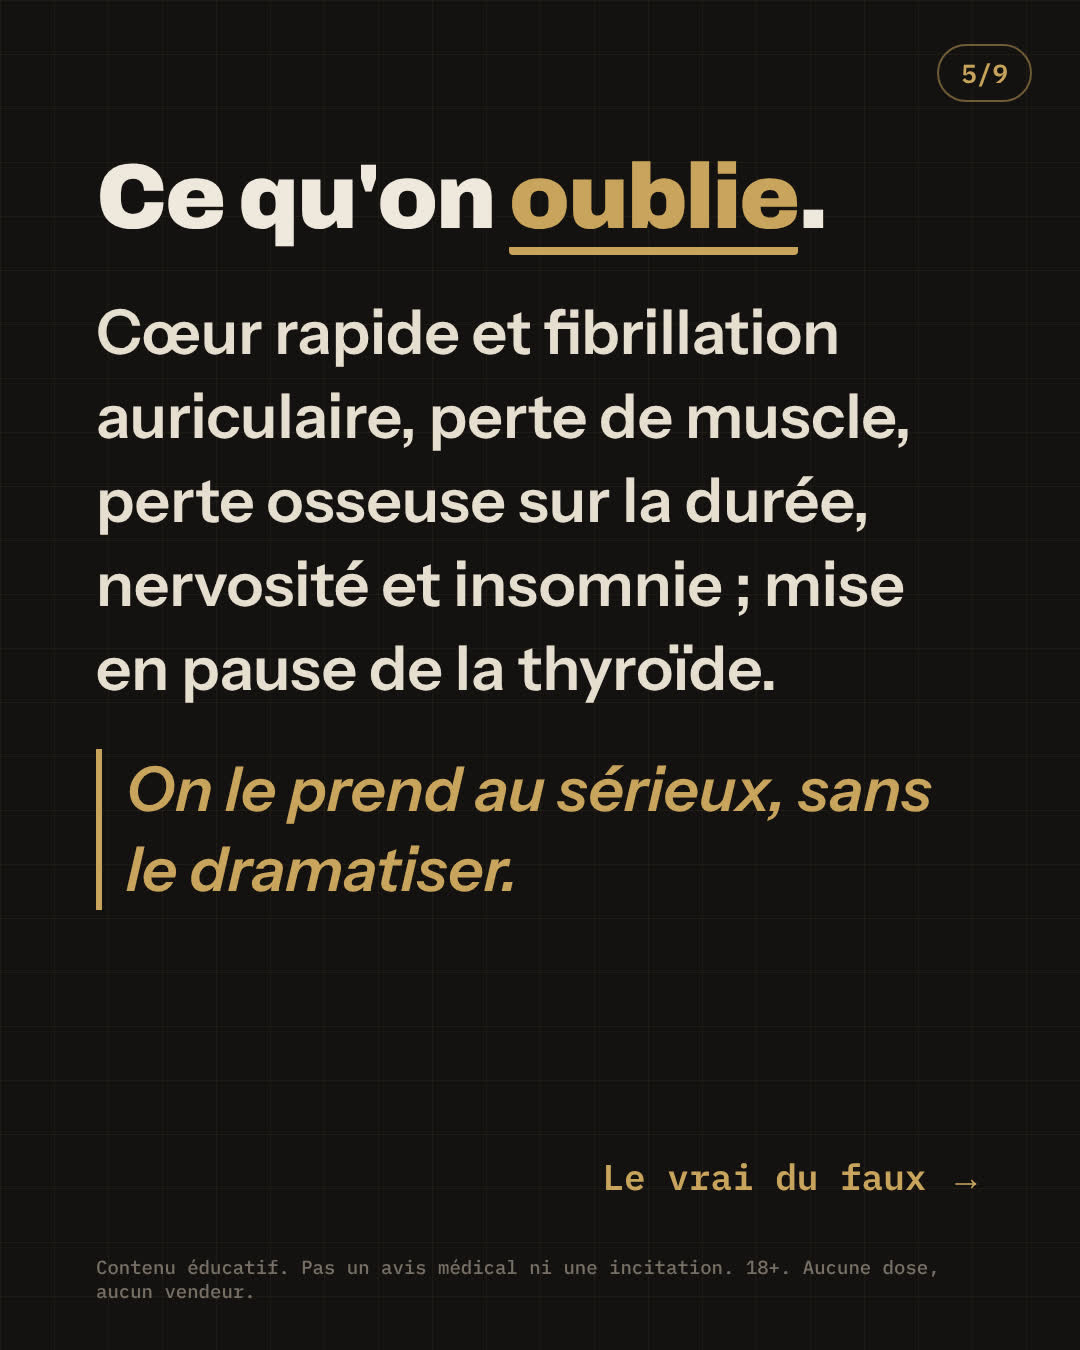 5/9
Ce qu'on oublie.
Cœur rapide et fibrillation
auriculaire, perte de muscle,
perte osseuse sur la durée,
nervosité et insomnie ; mise
en pause de la thyroïde.
On le prend au sérieux, sans
le dramatiser.
Le vrai du faux →
Contenu éducatif. Pas un avis médical ni une incitation. 18+. Aucune dose,
aucun vendeur.